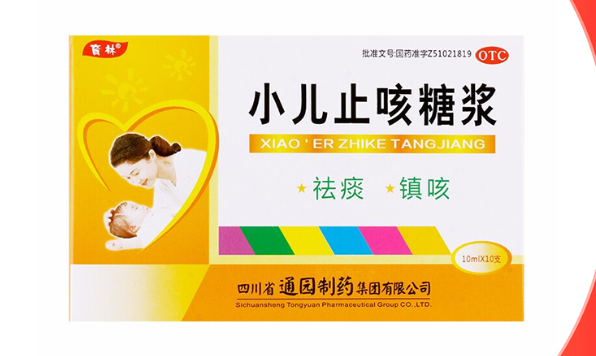 育林®
批准文号:国药准字Z51021819
OTC
小儿止咳糖浆
XIAO'ER ZHIKE TANGJIANG
祛痰 镇咳
10mlX10支
四川省通园制药集团有限公司
Sichuansheng Tongyuan Pharmaceutical Group CO.,LTD.